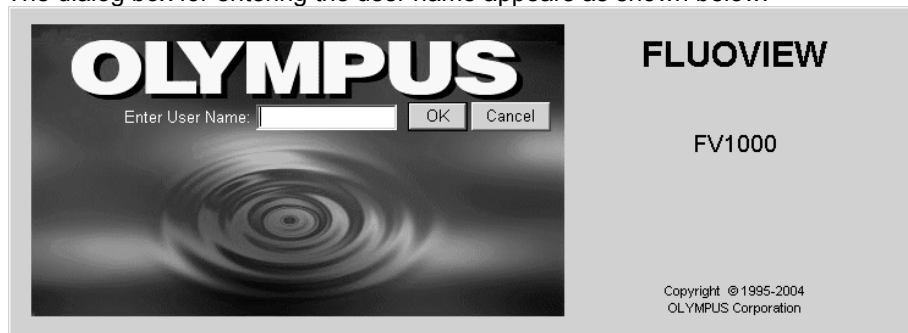 The dialog box for entering the user name appears as shown below.
OLYMPUS
Enter User Name:
OK
Cancel
FLUOVIEW
FV1000
Copyright ©1995-2004
OLYMPUS Corporation